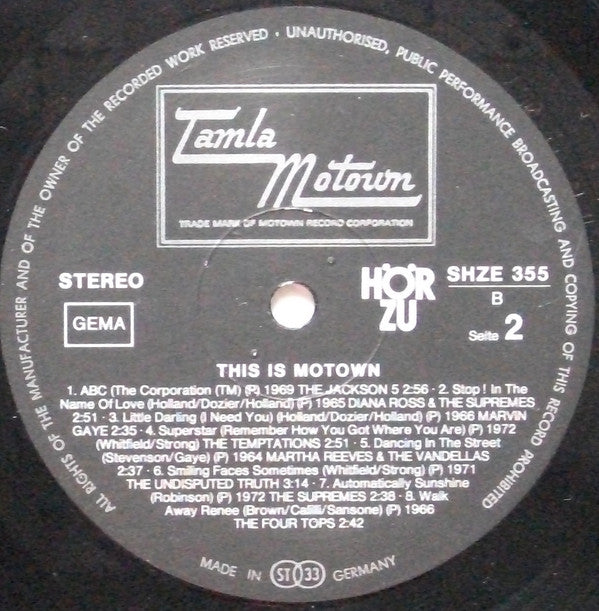 ALL RIGHTS OF THE MANUFACTURER AND OF THE OWNER OF THE RECORDED WORK RESERVED · UNAUTHORISED, PUBLIC PERFORMANCE BROADCASTING AND COPYING OF THIS RECORD PROHIBITED
Tamla
Motown
TRADE MARK OF MOTOWN RECORD CORPORATION
STEREO
GEMA
HÖR
ZU
SHZE 355
B
Seite 2
THIS IS MOTOWN
1. ABC (The Corporation (TM) (P) 1969 THE JACKSON 5 2:56 · 2. Stop! In The
Name Of Love (Holland/Dozier/Holland) (P) 1965 DIANA ROSS & THE SUPREMES
2:51 · 3. Little Darling (I Need You) (Holland/Dozier/Holland) (P) 1966 MARVIN
GAYE 2:35 · 4. Superstar (Remember How You Got Where You Are) (P) 1972
(Whitfield/Strong) THE TEMPTATIONS 2:51 · 5. Dancing In The Street
(Stevenson/Gaye) (P) 1964 MARTHA REEVES & THE VANDELLAS
2:37 · 6. Smiling Faces Sometimes (Whitfield/Strong) (P) 1971
THE UNDISPUTED TRUTH 3:14 · 7. Automatically Sunshine
(Robinson) (P) 1972 THE SUPREMES 2:38 · 8. Walk
Away Renee (Brown/Calilli/Sansone) (P) 1966
THE FOUR TOPS 2:42
MADE IN ST 33 GERMANY